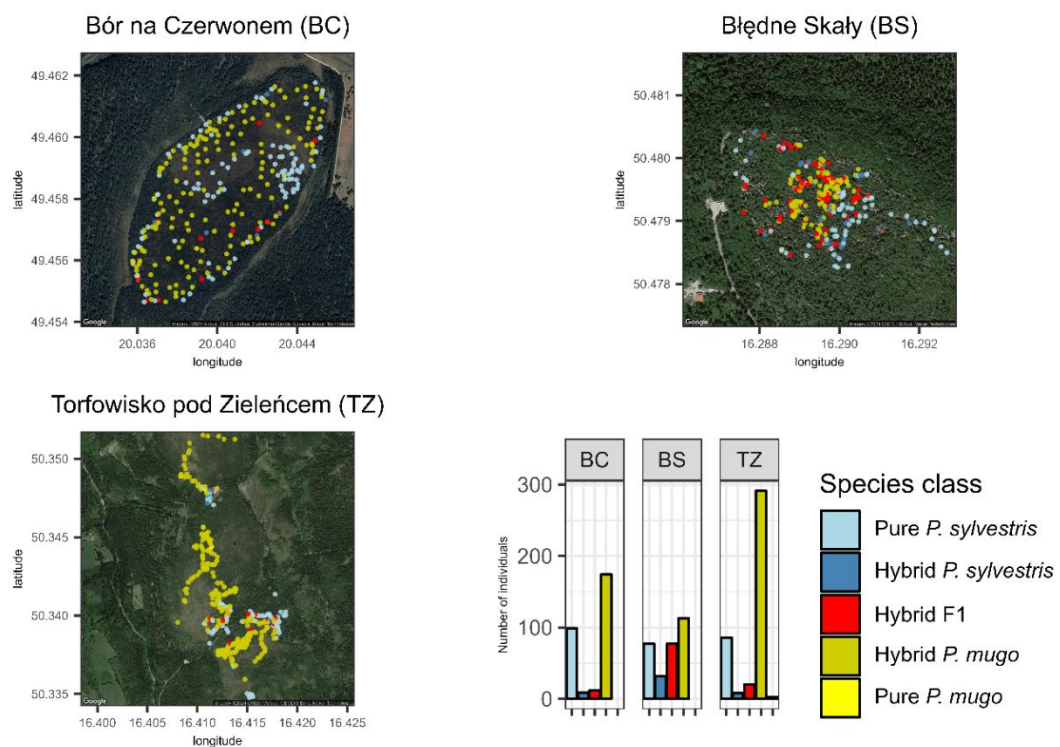 Bór na Czerwonem (BC)
49.462
49.460
49.458
49.456
49.454
latitude
Google
20.036
20.040
20.044
longitude
Błędne Skały (BS)
50.481
50.480
50.479
50.478
latitude
Google
16.288
16.290
16.292
longitude
Torfowisko pod Zieleńcem (TZ)
50.350
50.345
50.340
50.335
latitude
Google
16.400
16.405
16.410
16.415
16.420
16.425
longitude
BC
BS
TZ
300
200
100
0
Number of individuals
Species class
Pure P. sylvestris
Hybrid P. sylvestris
Hybrid F1
Hybrid P. mugo
Pure P. mugo